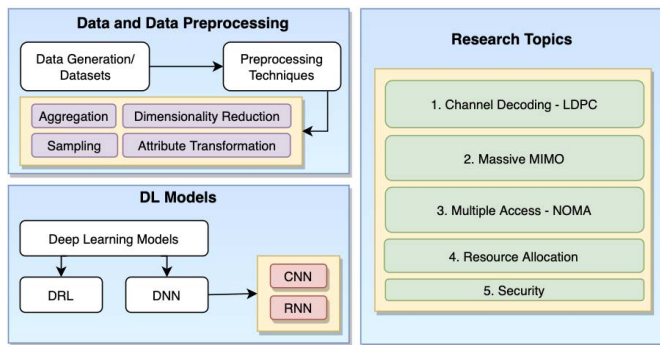 Data and Data Preprocessing
Data Generation/
Datasets
Preprocessing
Techniques
Aggregation
Dimensionality Reduction
Sampling
Attribute Transformation
DL Models
Deep Learning Models
DRL
DNN
CNN
RNN
Research Topics
1. Channel Decoding - LDPC
2. Massive MIMO
3. Multiple Access - NOMA
4. Resource Allocation
5. Security